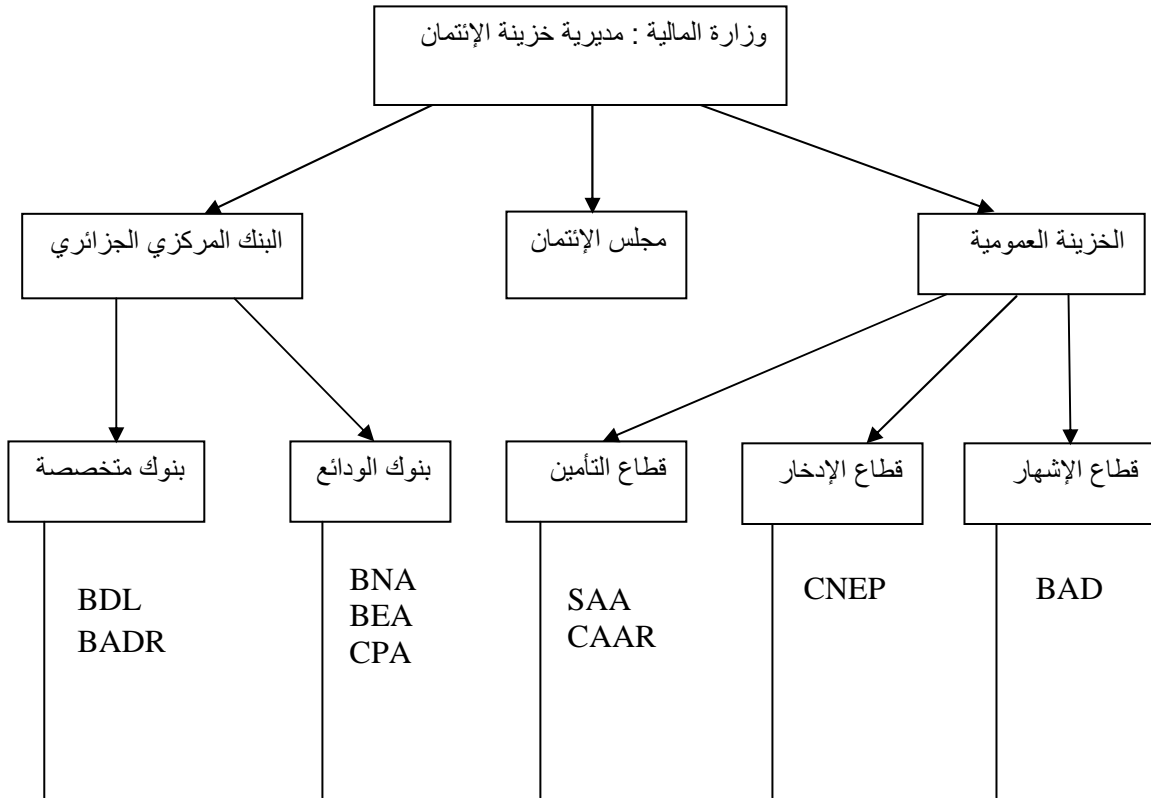 وزارة المالية : مديرية خزينة الإئتمان
الخزينة العمومية
مجلس الإئتمان
البنك المركزي الجزائري
قطاع الإشهار
قطاع الإدخار
قطاع التأمين
بنوك الودائع
بنوك متخصصة
BAD
CNEP
SAA
CAAR
BNA
BEA
CPA
BDL
BADR